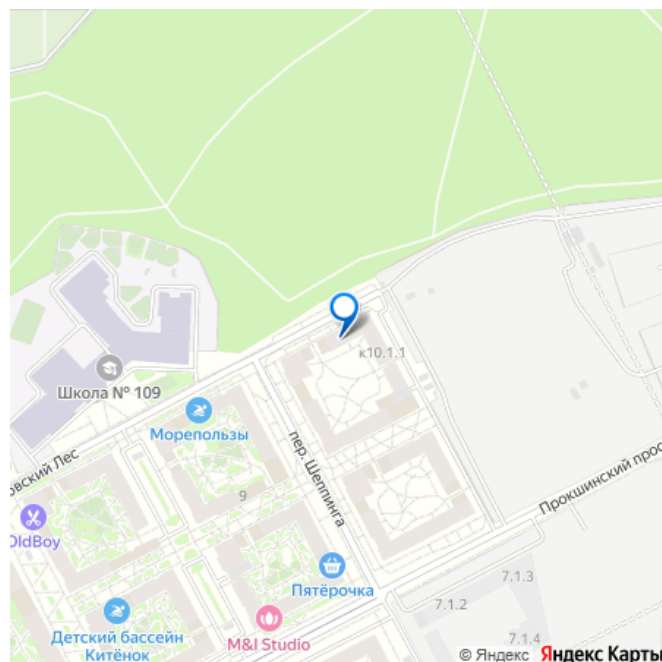 к10.1.1
Школа № 109
Морепользы
овский Лес
пер. Шеппинга
9
OldBoy
Прокшинский прос
Пятёрочка
7.1.3
7.1.2
Детский бассейн
Китёнок
M&I Studio
7.1.4
© Яндекс Яндекс Карты